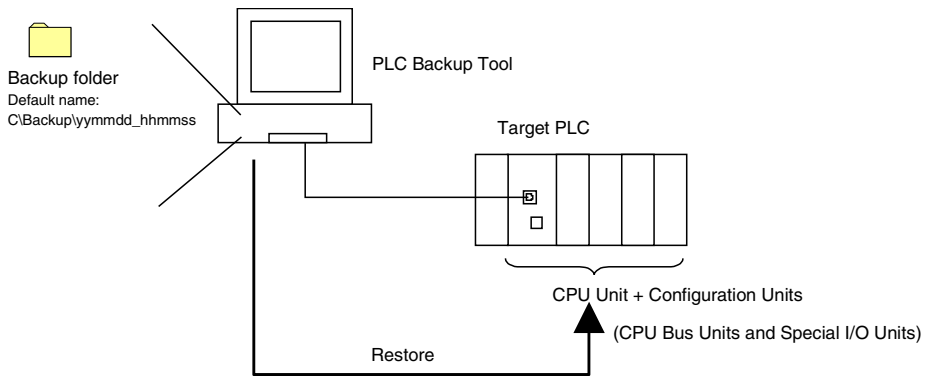 Backup folder
Default name:
C\Backup\yymmdd_hhmmss
PLC Backup Tool
Target PLC
CPU Unit + Configuration Units
(CPU Bus Units and Special I/O Units)
Restore